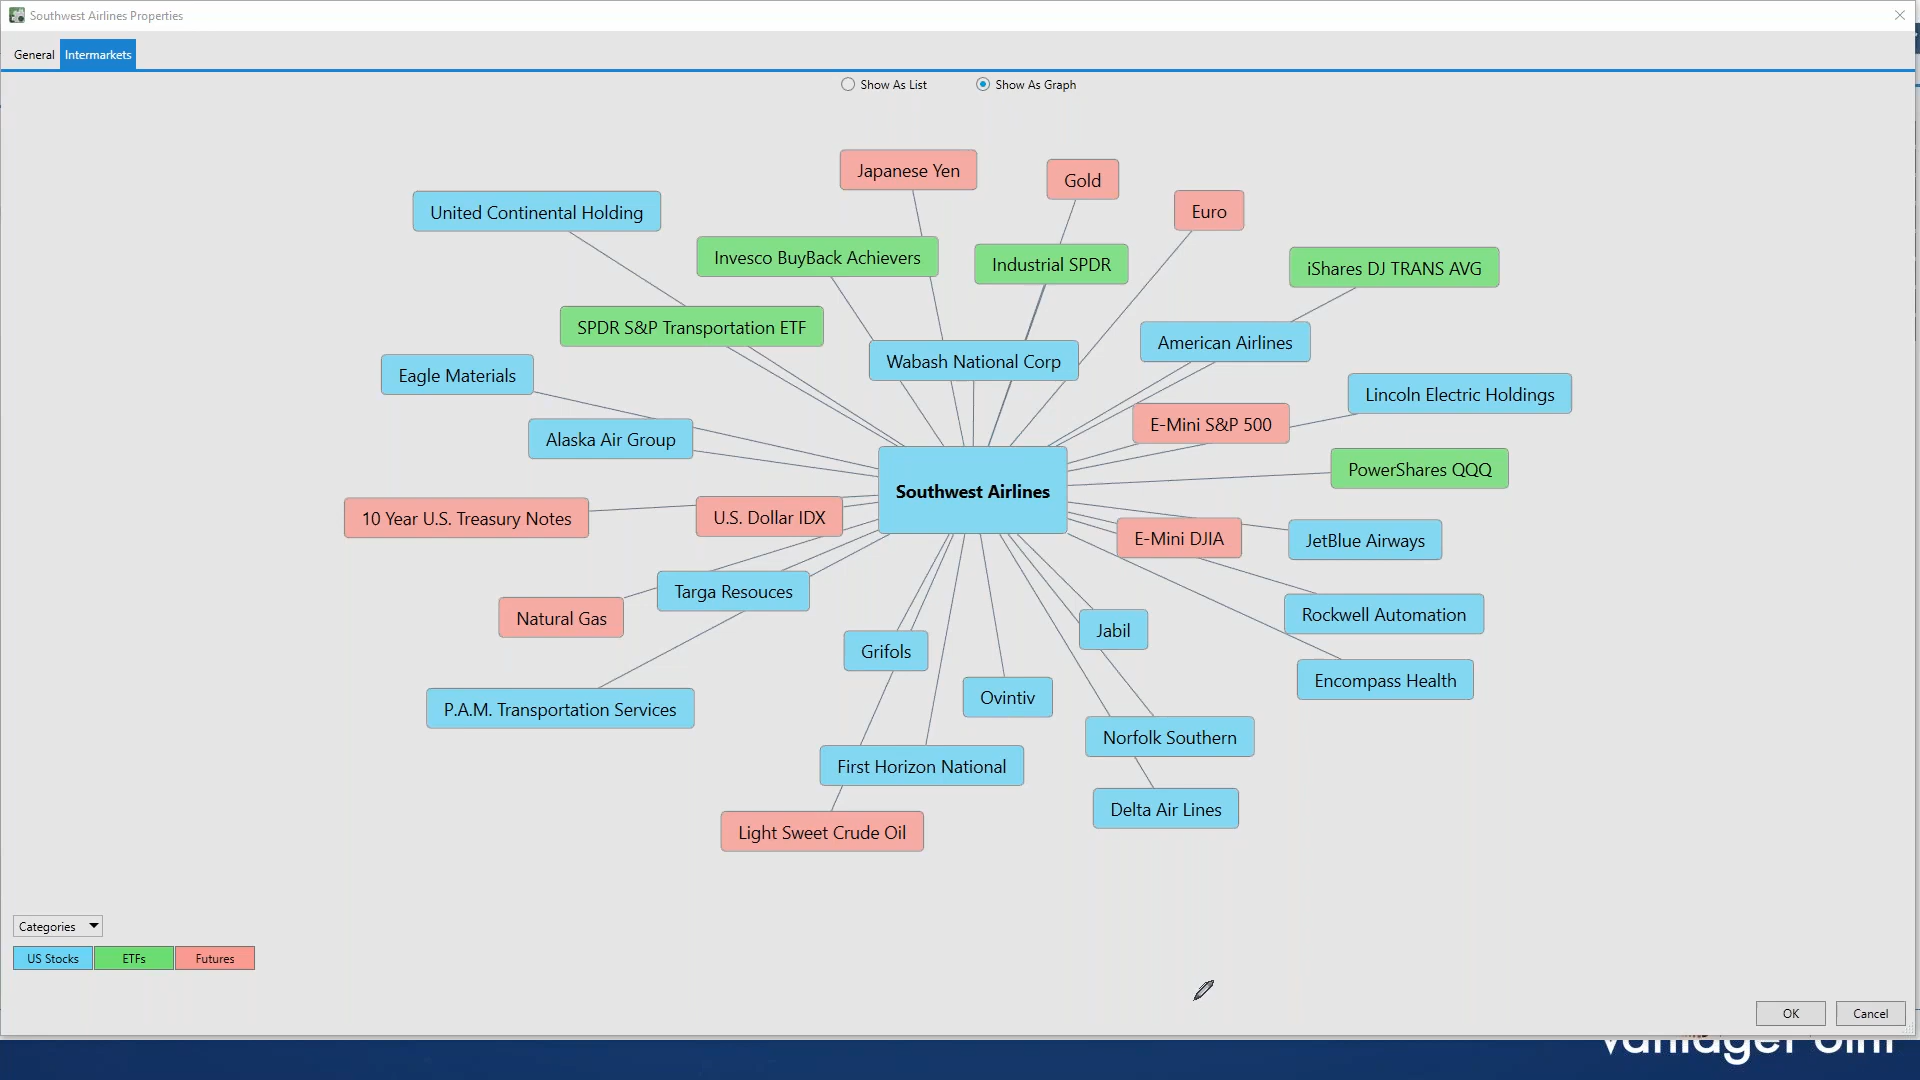 Southwest Airlines Properties
General
Intermarkets
Show As List
Show As Graph
Japanese Yen
Gold
Euro
United Continental Holding
Invesco BuyBack Achievers
Industrial SPDR
iShares DJ TRANS AVG
SPDR S&P Transportation ETF
American Airlines
Wabash National Corp
Eagle Materials
Lincoln Electric Holdings
E-Mini S&P 500
Alaska Air Group
PowerShares QQQ
Southwest Airlines
10 Year U.S. Treasury Notes
U.S. Dollar IDX
E-Mini DJIA
JetBlue Airways
Targa Resouces
Natural Gas
Rockwell Automation
Jabil
Grifols
Encompass Health
Ovintiv
P.A.M. Transportation Services
Norfolk Southern
First Horizon National
Delta Air Lines
Light Sweet Crude Oil
Categories
US Stocks
ETFs
Futures
OK
Cancel